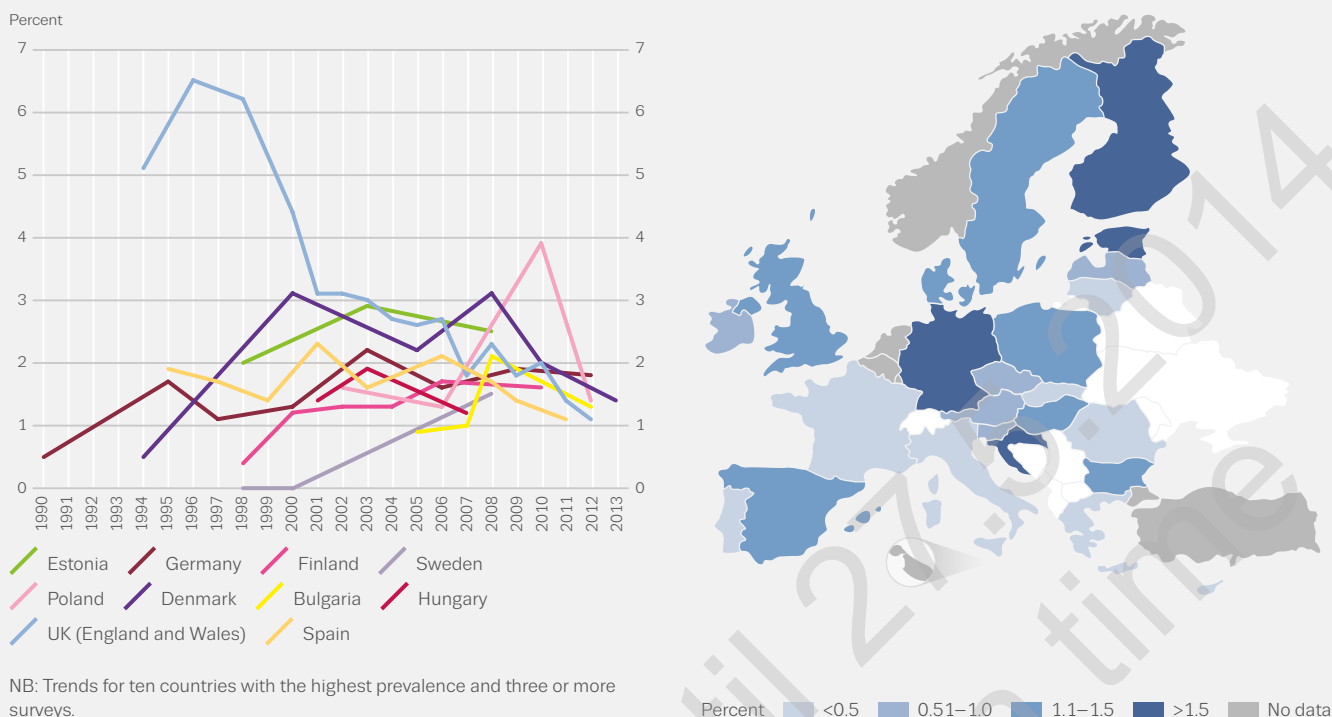 Percent
7 7
6 6
5 5
4 4
3 3
2 2
1 1
0 0
1990 1991 1992 1993 1994 1995 1996 1997 1998 1999 2000 2001 2002 2003 2004 2005 2006 2007 2008 2009 2010 2011 2012 2013
Estonia Germany Finland Sweden
Poland Denmark Bulgaria Hungary
UK (England and Wales) Spain
NB: Trends for ten countries with the highest prevalence and three or more
surveys.
Percent <0.5 0.51–1.0 1.1–1.5 >1.5 No data